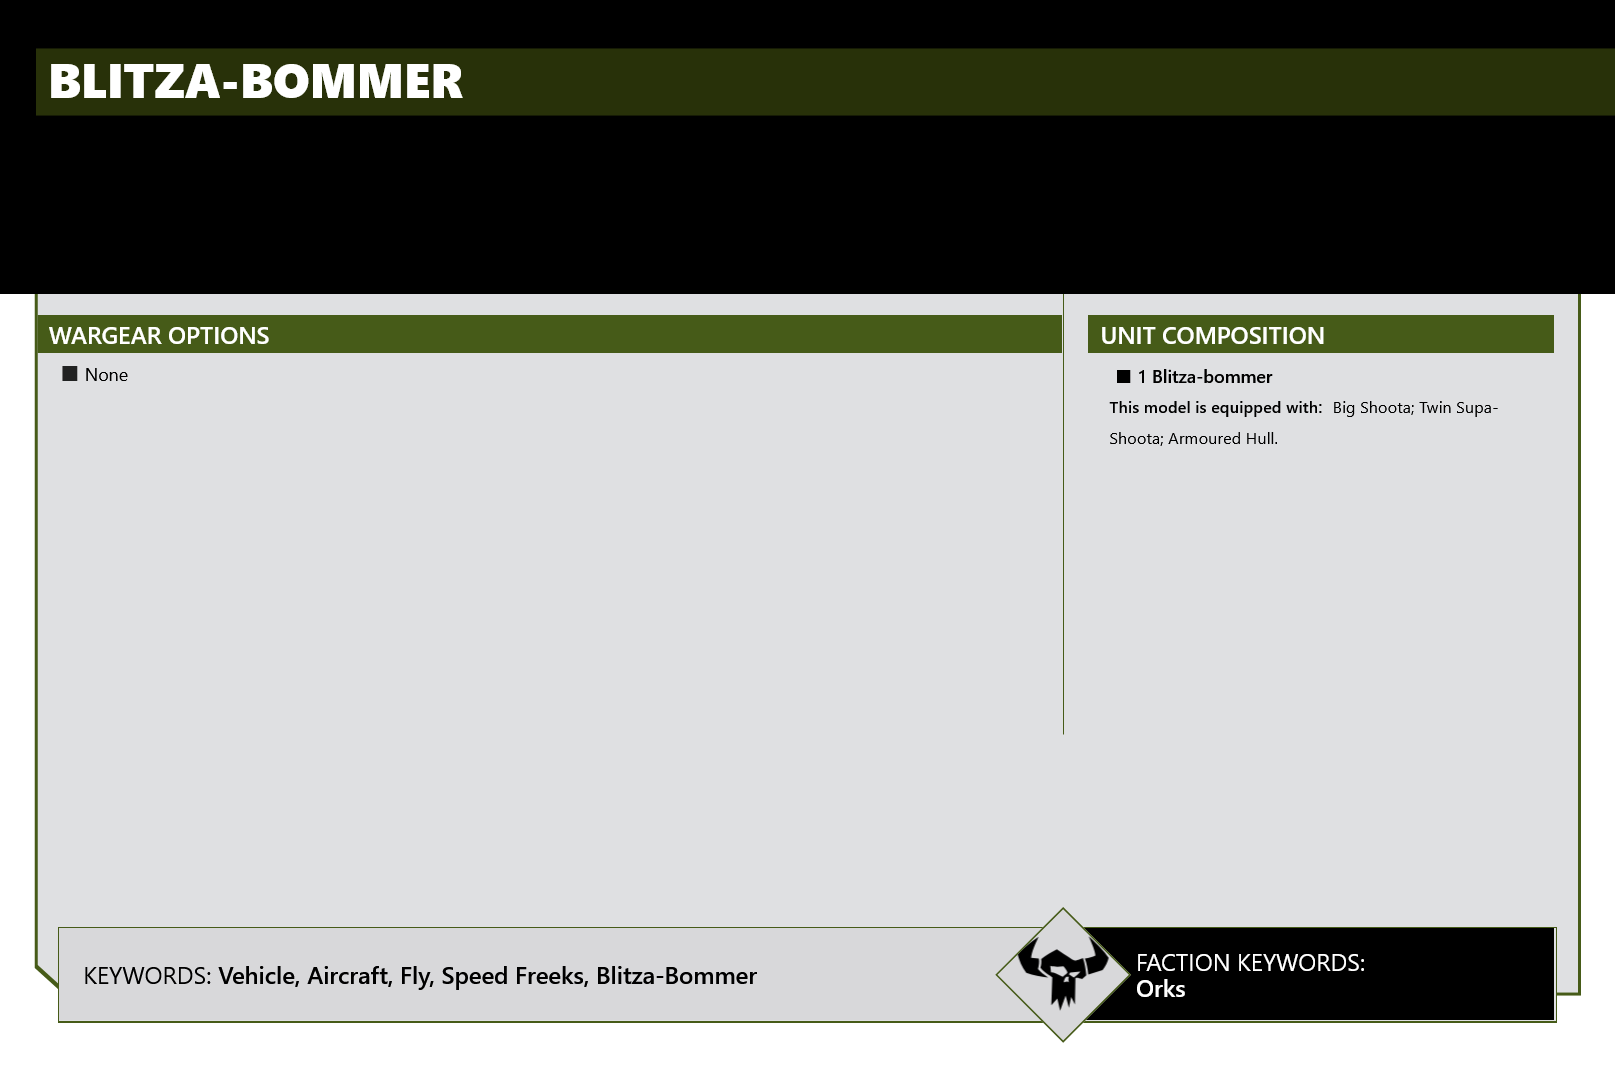 BLITZA-BOMMER
WARGEAR OPTIONS
■ None
UNIT COMPOSITION
■ 1 Blitza-bommer
This model is equipped with: Big Shoota; Twin Supa-
Shoota; Armoured Hull.
KEYWORDS: Vehicle, Aircraft, Fly, Speed Freeks, Blitza-Bommer
FACTION KEYWORDS:
Orks